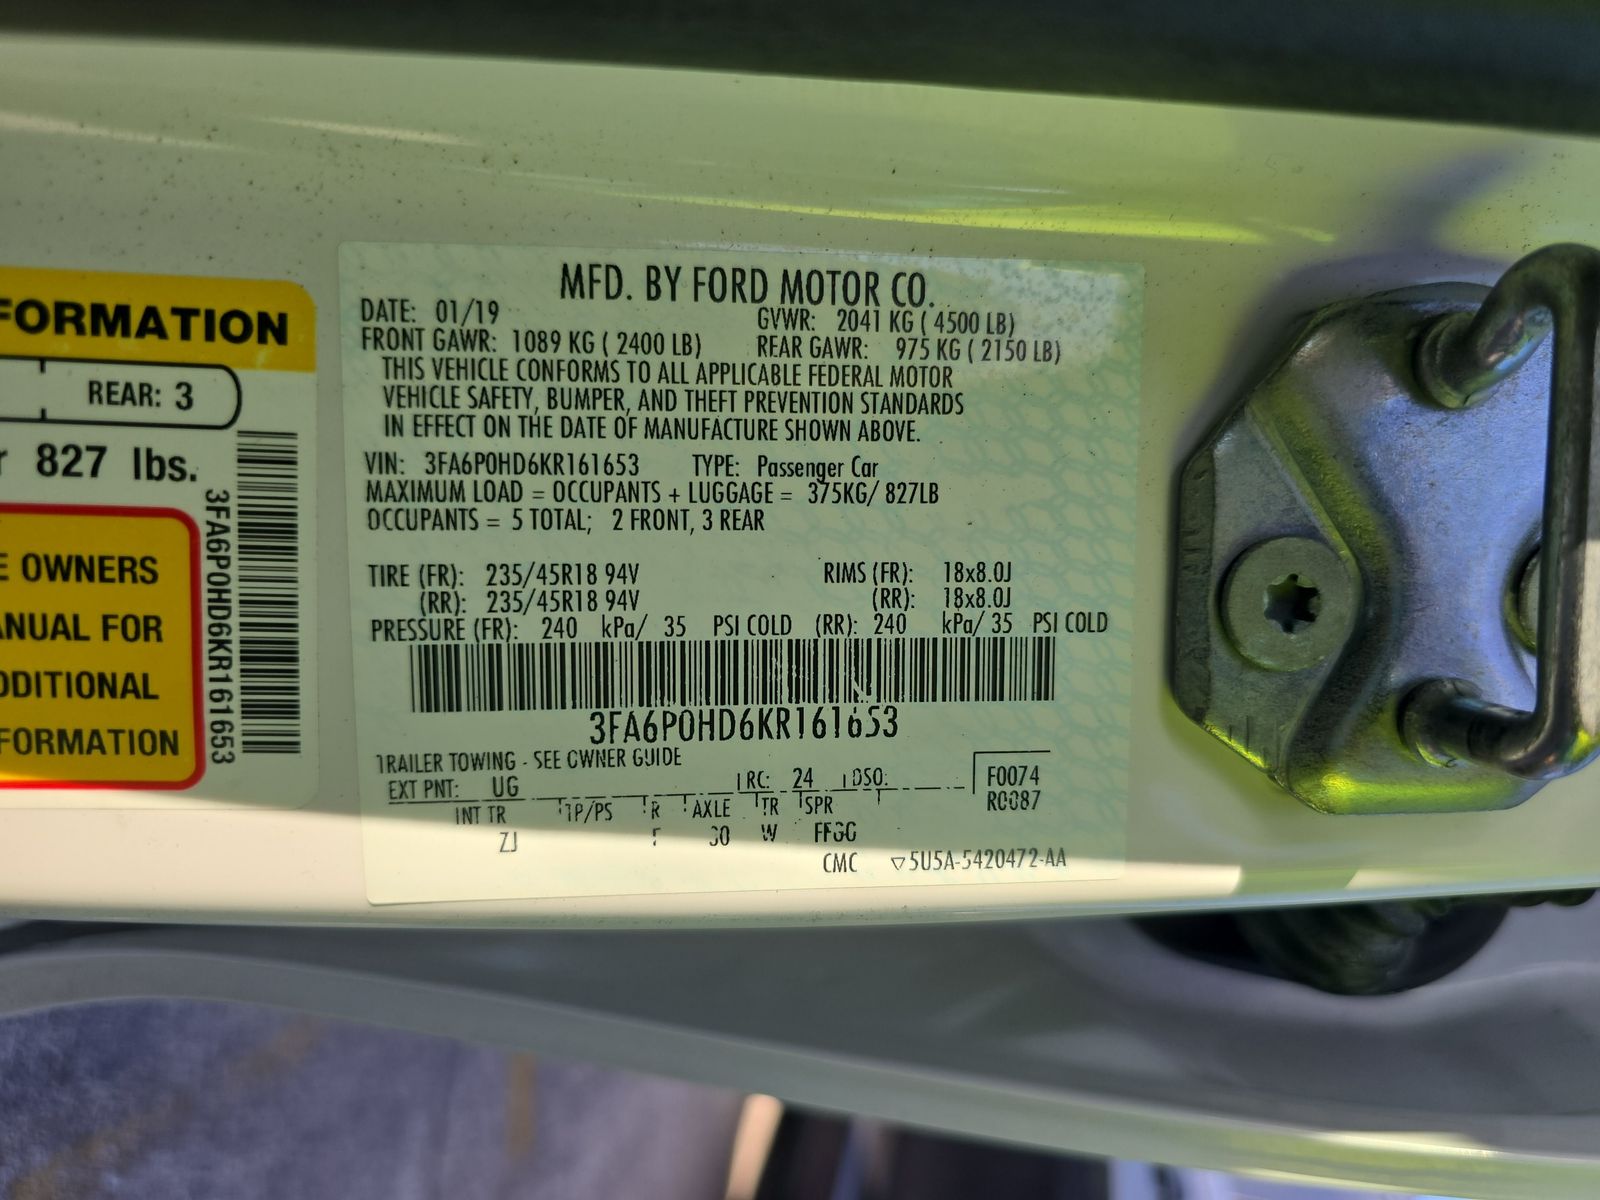 FORMATION
REAR: 3
827 lbs.
OWNERS
FOR
FORMATION
3FA6P0HD6KR161653
MFD. BY FORD MOTOR CO.
DATE: 01/19 GVWR: 2041 KG ( 4500 LB)
FRONT GAWR: 1089 KG ( 2400 LB) REAR GAWR: 975 KG ( 2150 LB)
THIS VEHICLE CONFORMS TO ALL APPLICABLE FEDERAL MOTOR
VEHICLE SAFETY, BUMPER, AND THEFT PREVENTION STANDARDS
IN EFFECT ON THE DATE OF MANUFACTURE SHOWN ABOVE.
VIN: 3FA6P0HD6KR161653 TYPE: Passenger Car
MAXIMUM LOAD = OCCUPANTS + LUGGAGE = 375KG/ 827LB
OCCUPANTS = 5 TOTAL; 2 FRONT, 3 REAR
TIRE (FR): 235/45R18 94V RIMS (FR): 18x8.0J
(RR): 235/45R18 94V (RR): 18x8.0J
PRESSURE (FR): 240 kPa/ 35 PSI COLD (RR): 240 kPa/ 35 PSI COLD
3FA6P0HD6KR161653
TRAILER TOWING - SEE OWNER GUIDE
EXT PNT: UG RC: 24 DSO: F0074
R0087
INT TR TP/PS R AXLE TR SPR
ZJ W
CMC ▽5U5A-5420472-AA